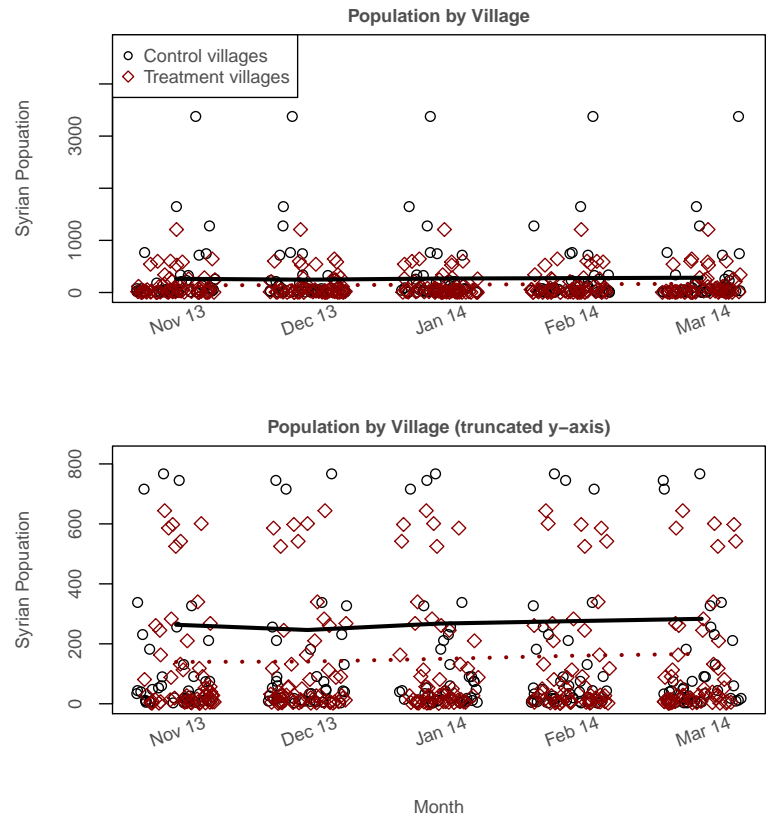 Population by Village
Control villages
Treatment villages
Syrian Popuation
0
1000
3000
Nov 13
Dec 13
Jan 14
Feb 14
Mar 14
Population by Village (truncated y−axis)
Syrian Popuation
0
200
400
600
800
Nov 13
Dec 13
Jan 14
Feb 14
Mar 14
Month